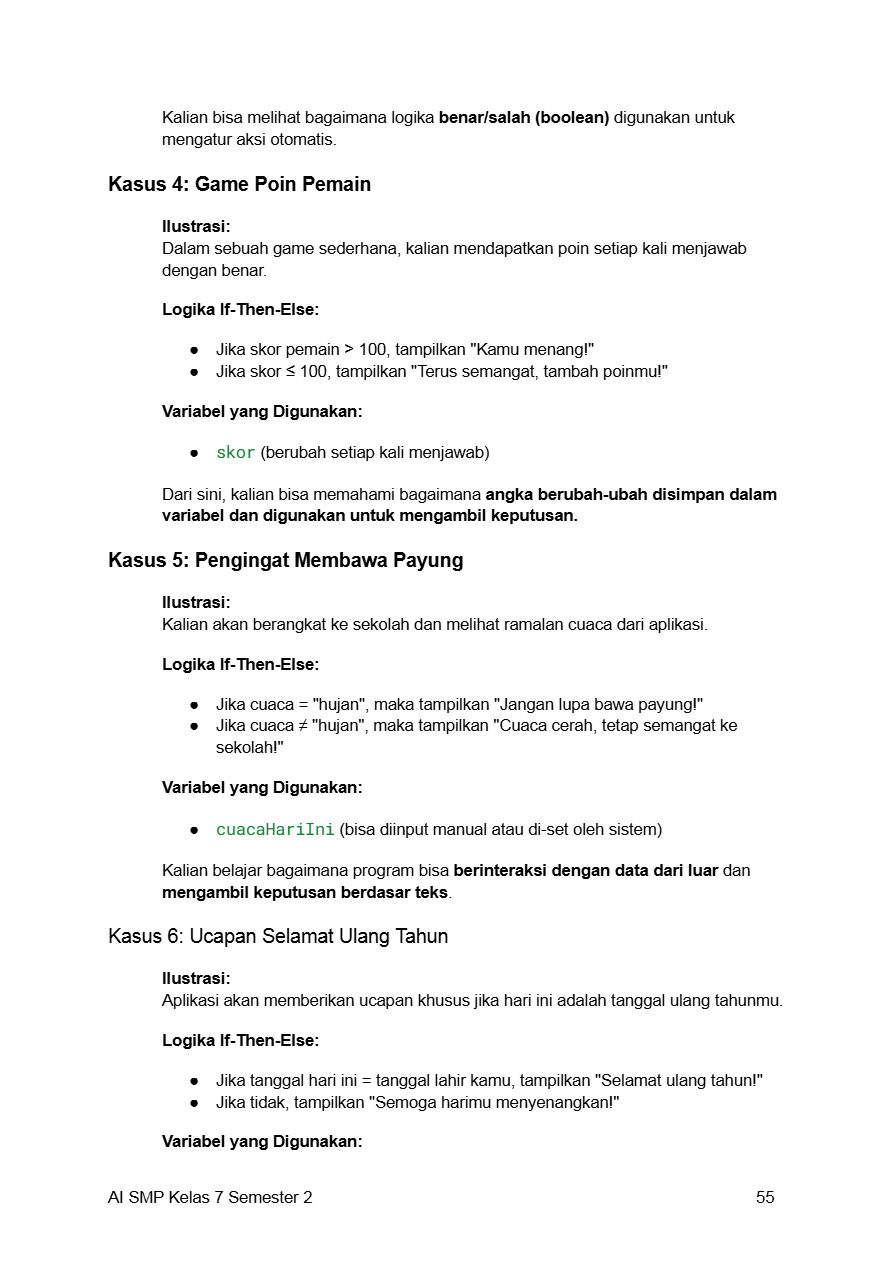 Kalian bisa melihat bagaimana logika benar/salah (boolean) digunakan untuk
mengatur aksi otomatis.
Kasus 4: Game Poin Pemain
Ilustrasi:
Dalam sebuah game sederhana, kalian mendapatkan poin setiap kali menjawab
dengan benar.
Logika If-Then-Else:
● Jika skor pemain > 100, tampilkan "Kamu menang!"
● Jika skor ≤ 100, tampilkan "Terus semangat, tambah poinmu!"
Variabel yang Digunakan:
● skor (berubah setiap kali menjawab)
Dari sini, kalian bisa memahami bagaimana angka berubah-ubah disimpan dalam
variabel dan digunakan untuk mengambil keputusan.
Kasus 5: Pengingat Membawa Payung
Ilustrasi:
Kalian akan berangkat ke sekolah dan melihat ramalan cuaca dari aplikasi.
Logika If-Then-Else:
● Jika cuaca = "hujan", maka tampilkan "Jangan lupa bawa payung!"
● Jika cuaca ≠ "hujan", maka tampilkan "Cuaca cerah, tetap semangat ke
sekolah!"
Variabel yang Digunakan:
● cuacaHariIni (bisa diinput manual atau di-set oleh sistem)
Kalian belajar bagaimana program bisa berinteraksi dengan data dari luar dan
mengambil keputusan berdasar teks.
Kasus 6: Ucapan Selamat Ulang Tahun
Ilustrasi:
Aplikasi akan memberikan ucapan khusus jika hari ini adalah tanggal ulang tahunmu.
Logika If-Then-Else:
● Jika tanggal hari ini = tanggal lahir kamu, tampilkan "Selamat ulang tahun!"
● Jika tidak, tampilkan "Semoga harimu menyenangkan!"
Variabel yang Digunakan:
AI SMP Kelas 7 Semester 2 55